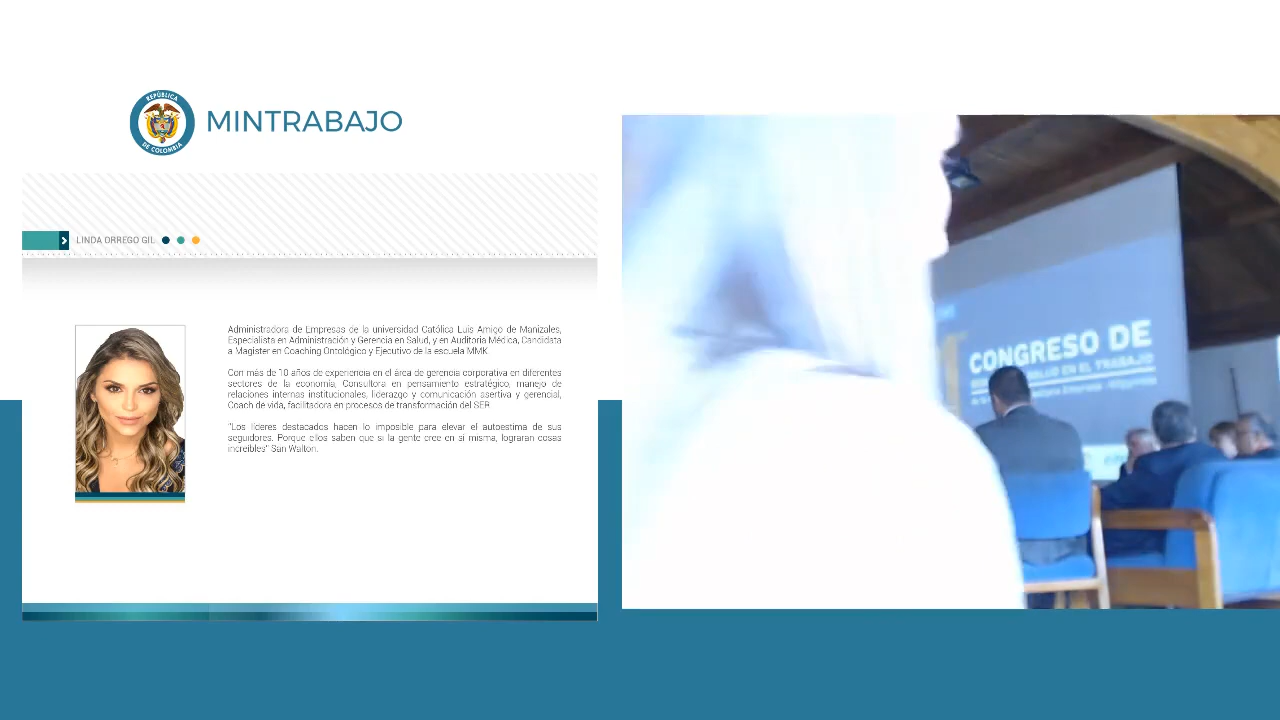 REPÚBLICA
DE COLOMBIA
MINTRABAJO
LINDA ORREGO GIL
Administradora de Empresas de la universidad Católica Luis Amigo de Manizales,
Especialista en Administración y Gerencia en Salud, y en Auditoria Médica, Candidata
a Magister en Coaching Ontológico y Ejecutivo de la escuela MMK.
Con más de 10 años de experiencia en el área de gerencia corporativa en diferentes
sectores de la economía, Consultora en pensamiento estratégico, manejo de
relaciones internas institucionales, liderazgo y comunicación asertiva y gerencial,
Coach de vida, facilitadora en procesos de transformación del SER.
"Los líderes destacados hacen lo imposible para elevar el autoestima de sus
seguidores. Porque ellos saben que si la gente cree en sí misma, lograran cosas
increíbles" San Walton.
CONGRESO DE
SALUD EN EL TRABAJO